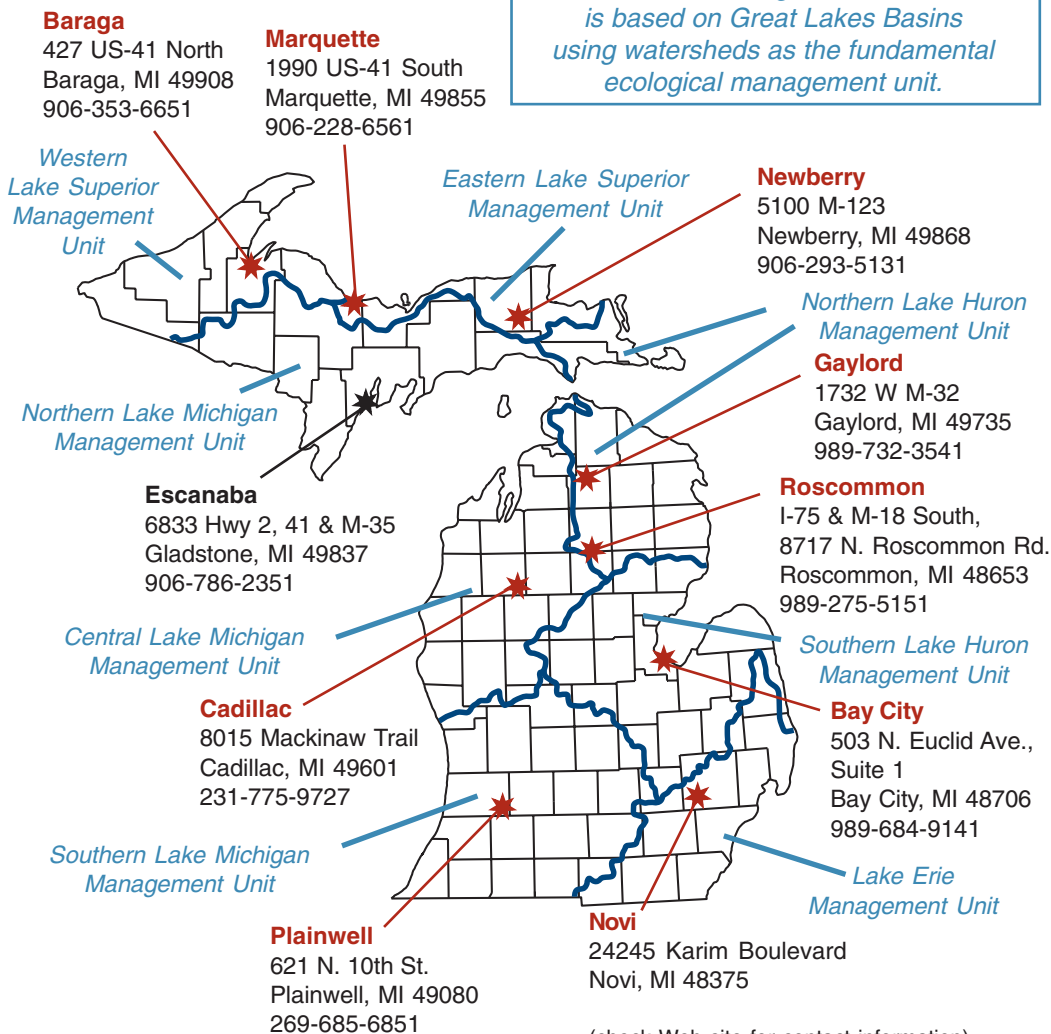 is based on Great Lakes Basins
using watersheds as the fundamental
ecological management unit.
Baraga
427 US-41 North
Baraga, MI 49908
906-353-6651
Marquette
1990 US-41 South
Marquette, MI 49855
906-228-6561
Western
Lake Superior
Management
Unit
Eastern Lake Superior
Management Unit
Newberry
5100 M-123
Newberry, MI 49868
906-293-5131
Northern Lake Huron
Management Unit
Gaylord
1732 W M-32
Gaylord, MI 49735
989-732-3541
Northern Lake Michigan
Management Unit
Escanaba
6833 Hwy 2, 41 & M-35
Gladstone, MI 49837
906-786-2351
Roscommon
I-75 & M-18 South,
8717 N. Roscommon Rd.
Roscommon, MI 48653
989-275-5151
Central Lake Michigan
Management Unit
Southern Lake Huron
Management Unit
Cadillac
8015 Mackinaw Trail
Cadillac, MI 49601
231-775-9727
Bay City
503 N. Euclid Ave.,
Suite 1
Bay City, MI 48706
989-684-9141
Southern Lake Michigan
Management Unit
Lake Erie
Management Unit
Plainwell
621 N. 10th St.
Plainwell, MI 49080
269-685-6851
Novi
24245 Karim Boulevard
Novi, MI 48375
(check Web site for contact information)